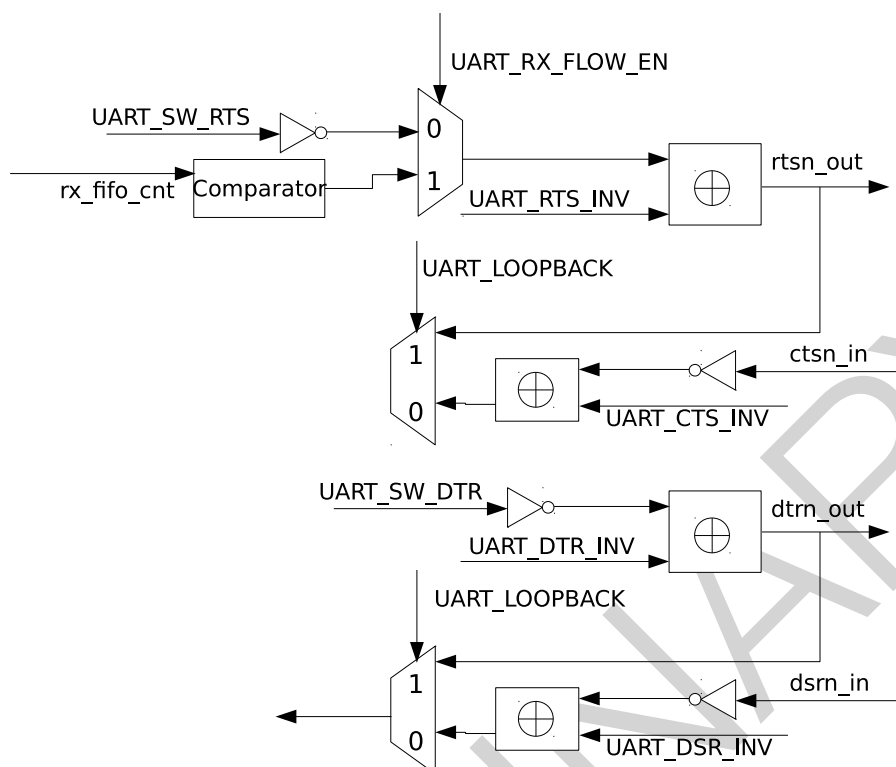 UART_RX_FLOW_EN
UART_SW_RTS
0
rtsn_out
1
rx_fifo_cnt
Comparator
UART_RTS_INV
UART_LOOPBACK
1
ctsn_in
0
UART_CTS_INV
UART_SW_DTR
dtrn_out
UART_DTR_INV
UART_LOOPBACK
1
dsrn_in
0
UART_DSR_INV